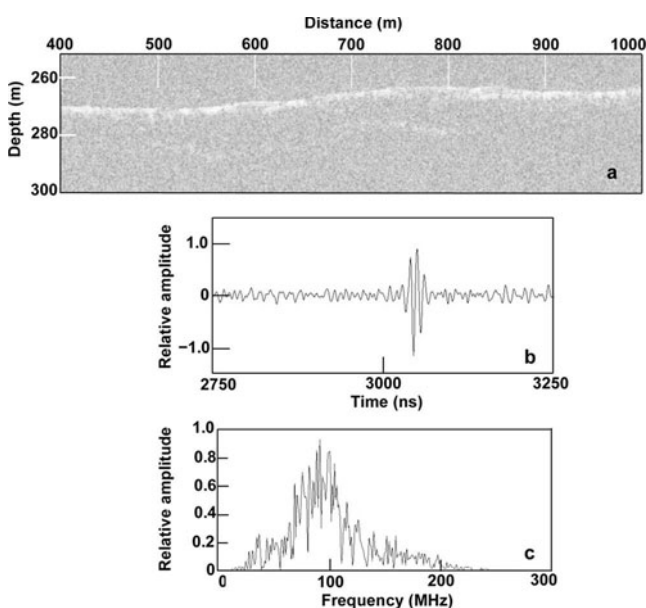 Distance (m)
400 500 600 700 800 900 1000
Depth (m)
260
280
300
a
Relative amplitude
1.0
0
−1.0
b
2750 3000 3250
Time (ns)
Relative amplitude
1.0
0.8
0.6
0.4
0.2
0
c
0 100 200 300
Frequency (MHz)